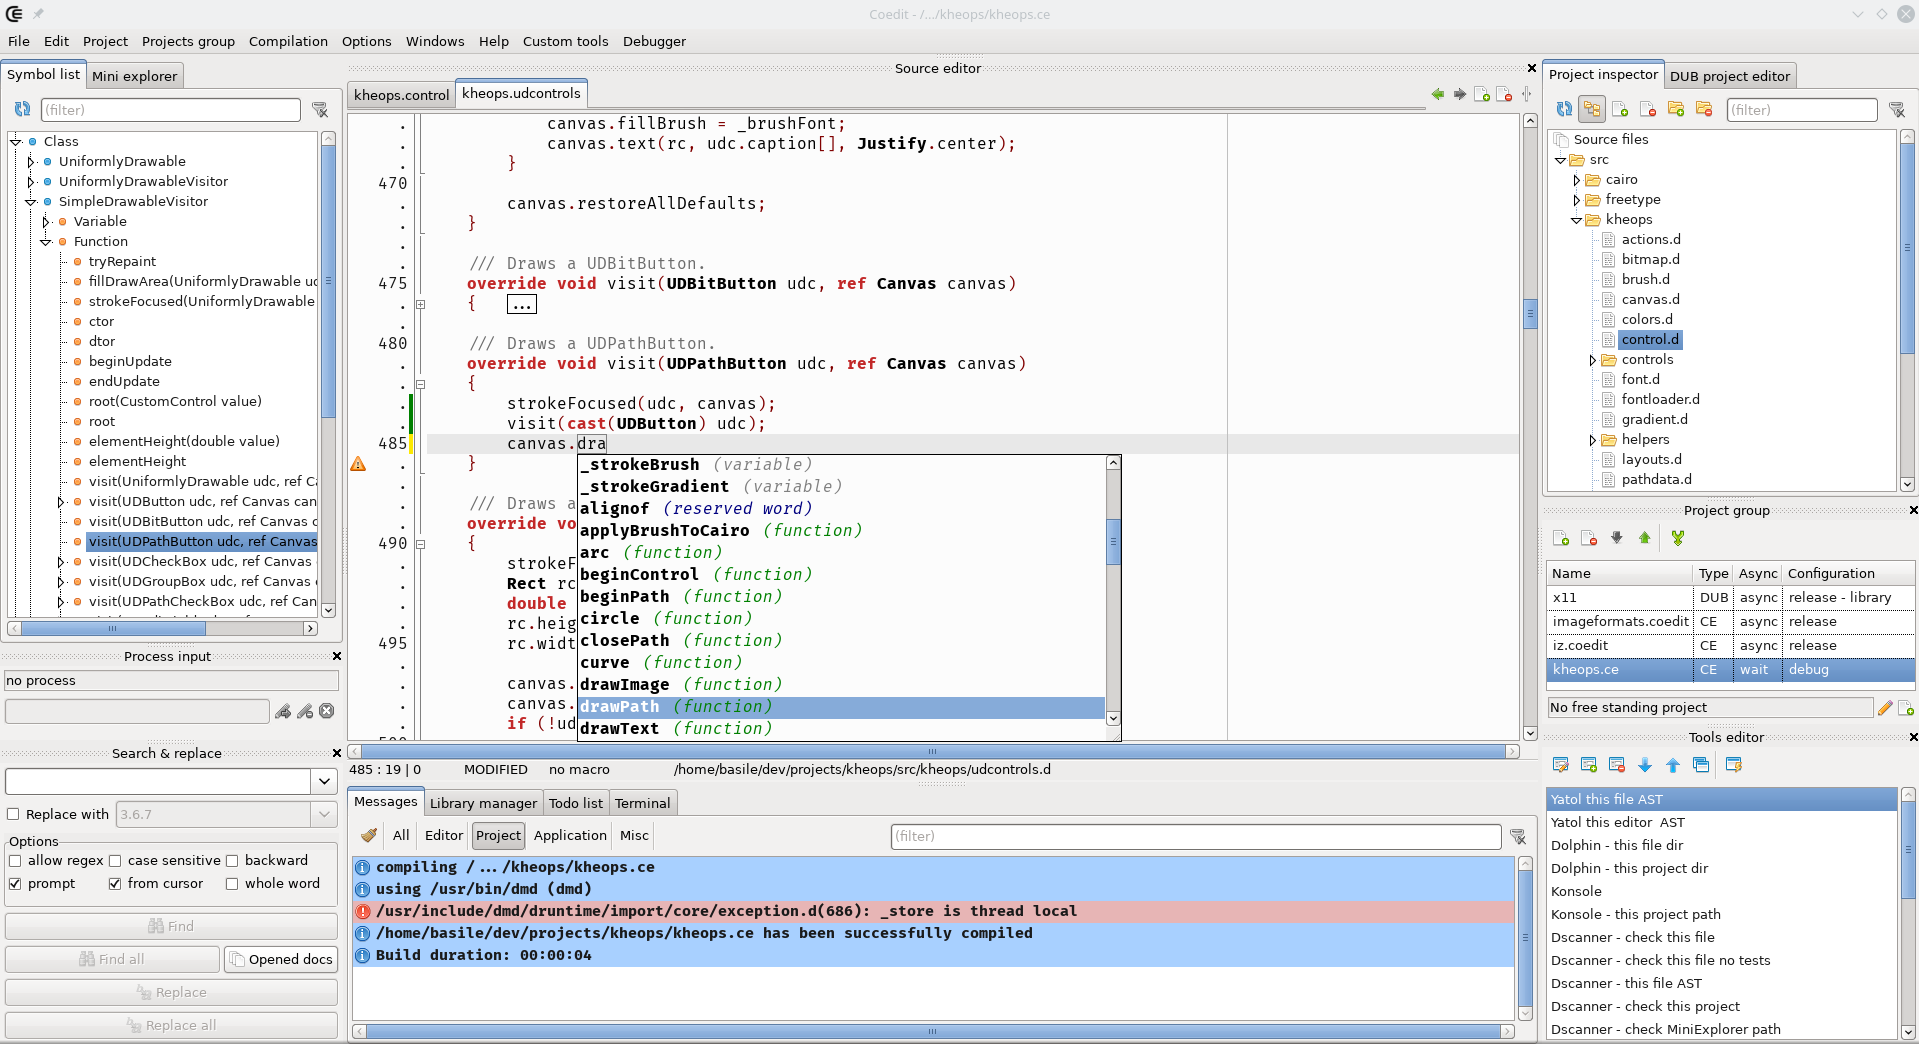 Coedit - /.../kheops/kheops.ce
File Edit Project Projects group Compilation Options Windows Help Custom tools Debugger
Symbol list Mini explorer
(filter)
Class
UniformlyDrawable
UniformlyDrawableVisitor
SimpleDrawableVisitor
Variable
Function
tryRepaint
fillDrawArea(UniformlyDrawable ud
strokeFocused(UniformlyDrawable
ctor
dtor
beginUpdate
endUpdate
root(CustomControl value)
root
elementHeight(double value)
elementHeight
visit(UniformlyDrawable udc, ref Ca
visit(UDButton udc, ref Canvas can
visit(UDBitButton udc, ref Canvas c
visit(UDPathButton udc, ref Canvas
visit(UDCheckBox udc, ref Canvas c
visit(UDGroupBox udc, ref Canvas c
visit(UDPathCheckBox udc, ref Can
Process input
no process
Search & replace
Replace with 3.6.7
Options
allow regex case sensitive backward
prompt from cursor whole word
Find
Find all Opened docs
Replace
Replace all
Source editor
kheops.control kheops.udcontrols
canvas.fillBrush = _brushFont;
canvas.text(rc, udc.caption[], Justify.center);
}
470
canvas.restoreAllDefaults;
}
/// Draws a UDBitButton.
475 override void visit(UDBitButton udc, ref Canvas canvas)
{ ...
480 /// Draws a UDPathButton.
override void visit(UDPathButton udc, ref Canvas canvas)
{
strokeFocused(udc, canvas);
visit(cast(UDButton) udc);
485 canvas.dra
}
/// Draws a
override vo
490 {
strokeF
Rect rc
double
rc.heig
495 rc.widt
canvas.
canvas.
if (!ud
_strokeBrush (variable)
_strokeGradient (variable)
alignof (reserved word)
applyBrushToCairo (function)
arc (function)
beginControl (function)
beginPath (function)
circle (function)
closePath (function)
curve (function)
drawImage (function)
drawPath (function)
drawText (function)
485 : 19 | 0 MODIFIED no macro /home/basile/dev/projects/kheops/src/kheops/udcontrols.d
Messages Library manager Todo list Terminal
All Editor Project Application Misc (filter)
compiling /.../kheops/kheops.ce
using /usr/bin/dmd (dmd)
/usr/include/dmd/druntime/import/core/exception.d(686): _store is thread local
/home/basile/dev/projects/kheops/kheops.ce has been successfully compiled
Build duration: 00:00:04
Project inspector DUB project editor
(filter)
Source files
src
cairo
freetype
kheops
actions.d
bitmap.d
brush.d
canvas.d
colors.d
control.d
controls
font.d
fontloader.d
gradient.d
helpers
layouts.d
pathdata.d
Project group
Name Type Async Configuration
x11 DUB async release - library
imageformats.coedit CE async release
iz.coedit CE async release
kheops.ce CE wait debug
No free standing project
Tools editor
Yatol this file AST
Yatol this editor AST
Dolphin - this file dir
Dolphin - this project dir
Konsole
Konsole - this project path
Dscanner - check this file
Dscanner - check this file no tests
Dscanner - this file AST
Dscanner - check this project
Dscanner - check MiniExplorer path